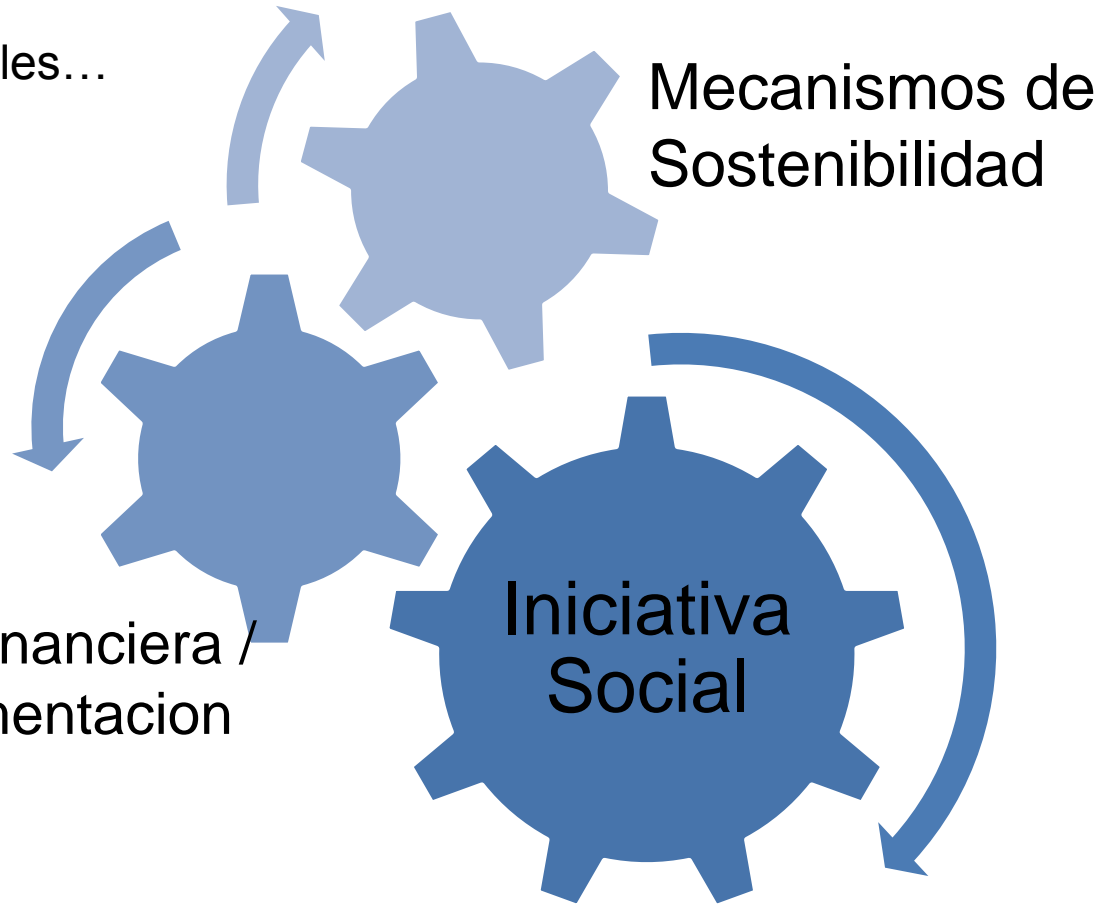 les…
Mecanismos de
Sostenibilidad
Iniciativa
Social
nanciera /
nentacion